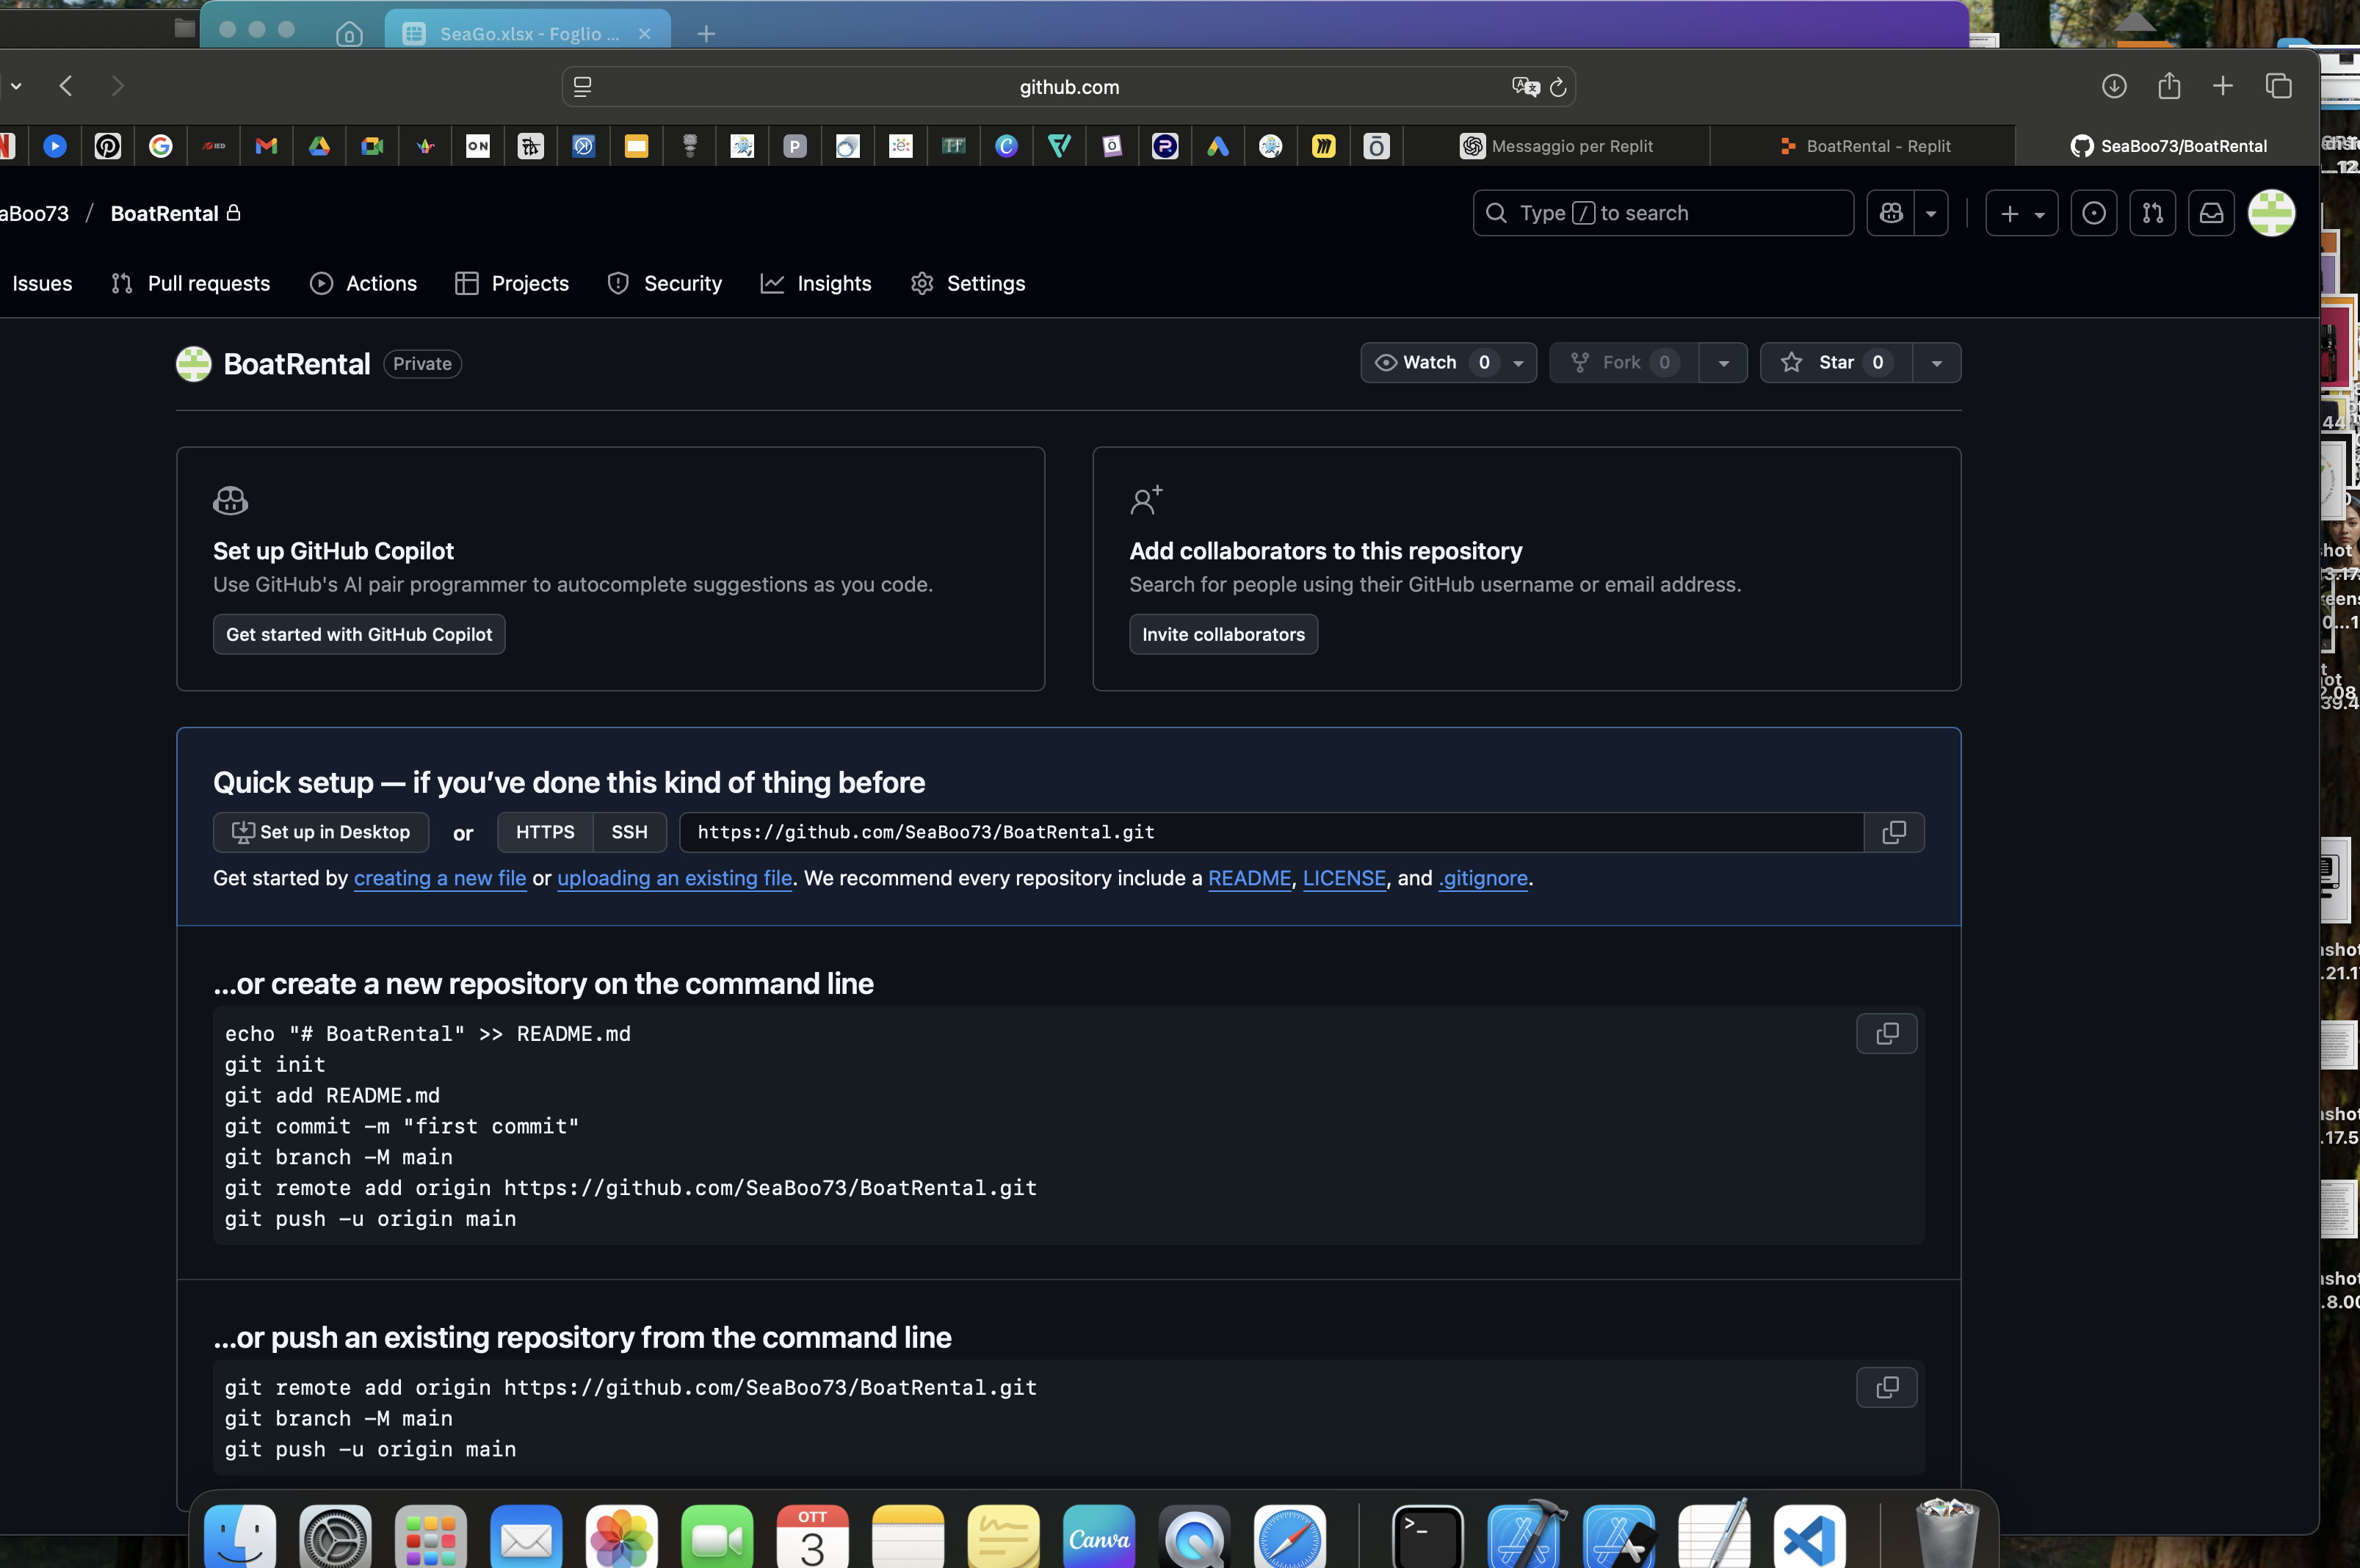 SeaGo.xlsx - Foglio ...
github.com
Messaggio per Replit
BoatRental - Replit
SeaBoo73/BoatRental
aBoo73 / BoatRental
Type / to search
Issues
Pull requests
Actions
Projects
Security
Insights
Settings
BoatRental Private
Watch 0
Fork 0
Star 0
Set up GitHub Copilot
Use GitHub's AI pair programmer to autocomplete suggestions as you code.
Get started with GitHub Copilot
Add collaborators to this repository
Search for people using their GitHub username or email address.
Invite collaborators
Quick setup — if you’ve done this kind of thing before
Set up in Desktop or HTTPS SSH https://github.com/SeaBoo73/BoatRental.git
Get started by creating a new file or uploading an existing file. We recommend every repository include a README, LICENSE, and .gitignore.
…or create a new repository on the command line
echo "# BoatRental" >> README.md
git init
git add README.md
git commit -m "first commit"
git branch -M main
git remote add origin https://github.com/SeaBoo73/BoatRental.git
git push -u origin main
…or push an existing repository from the command line
git remote add origin https://github.com/SeaBoo73/BoatRental.git
git branch -M main
git push -u origin main
OTT
3
Canva